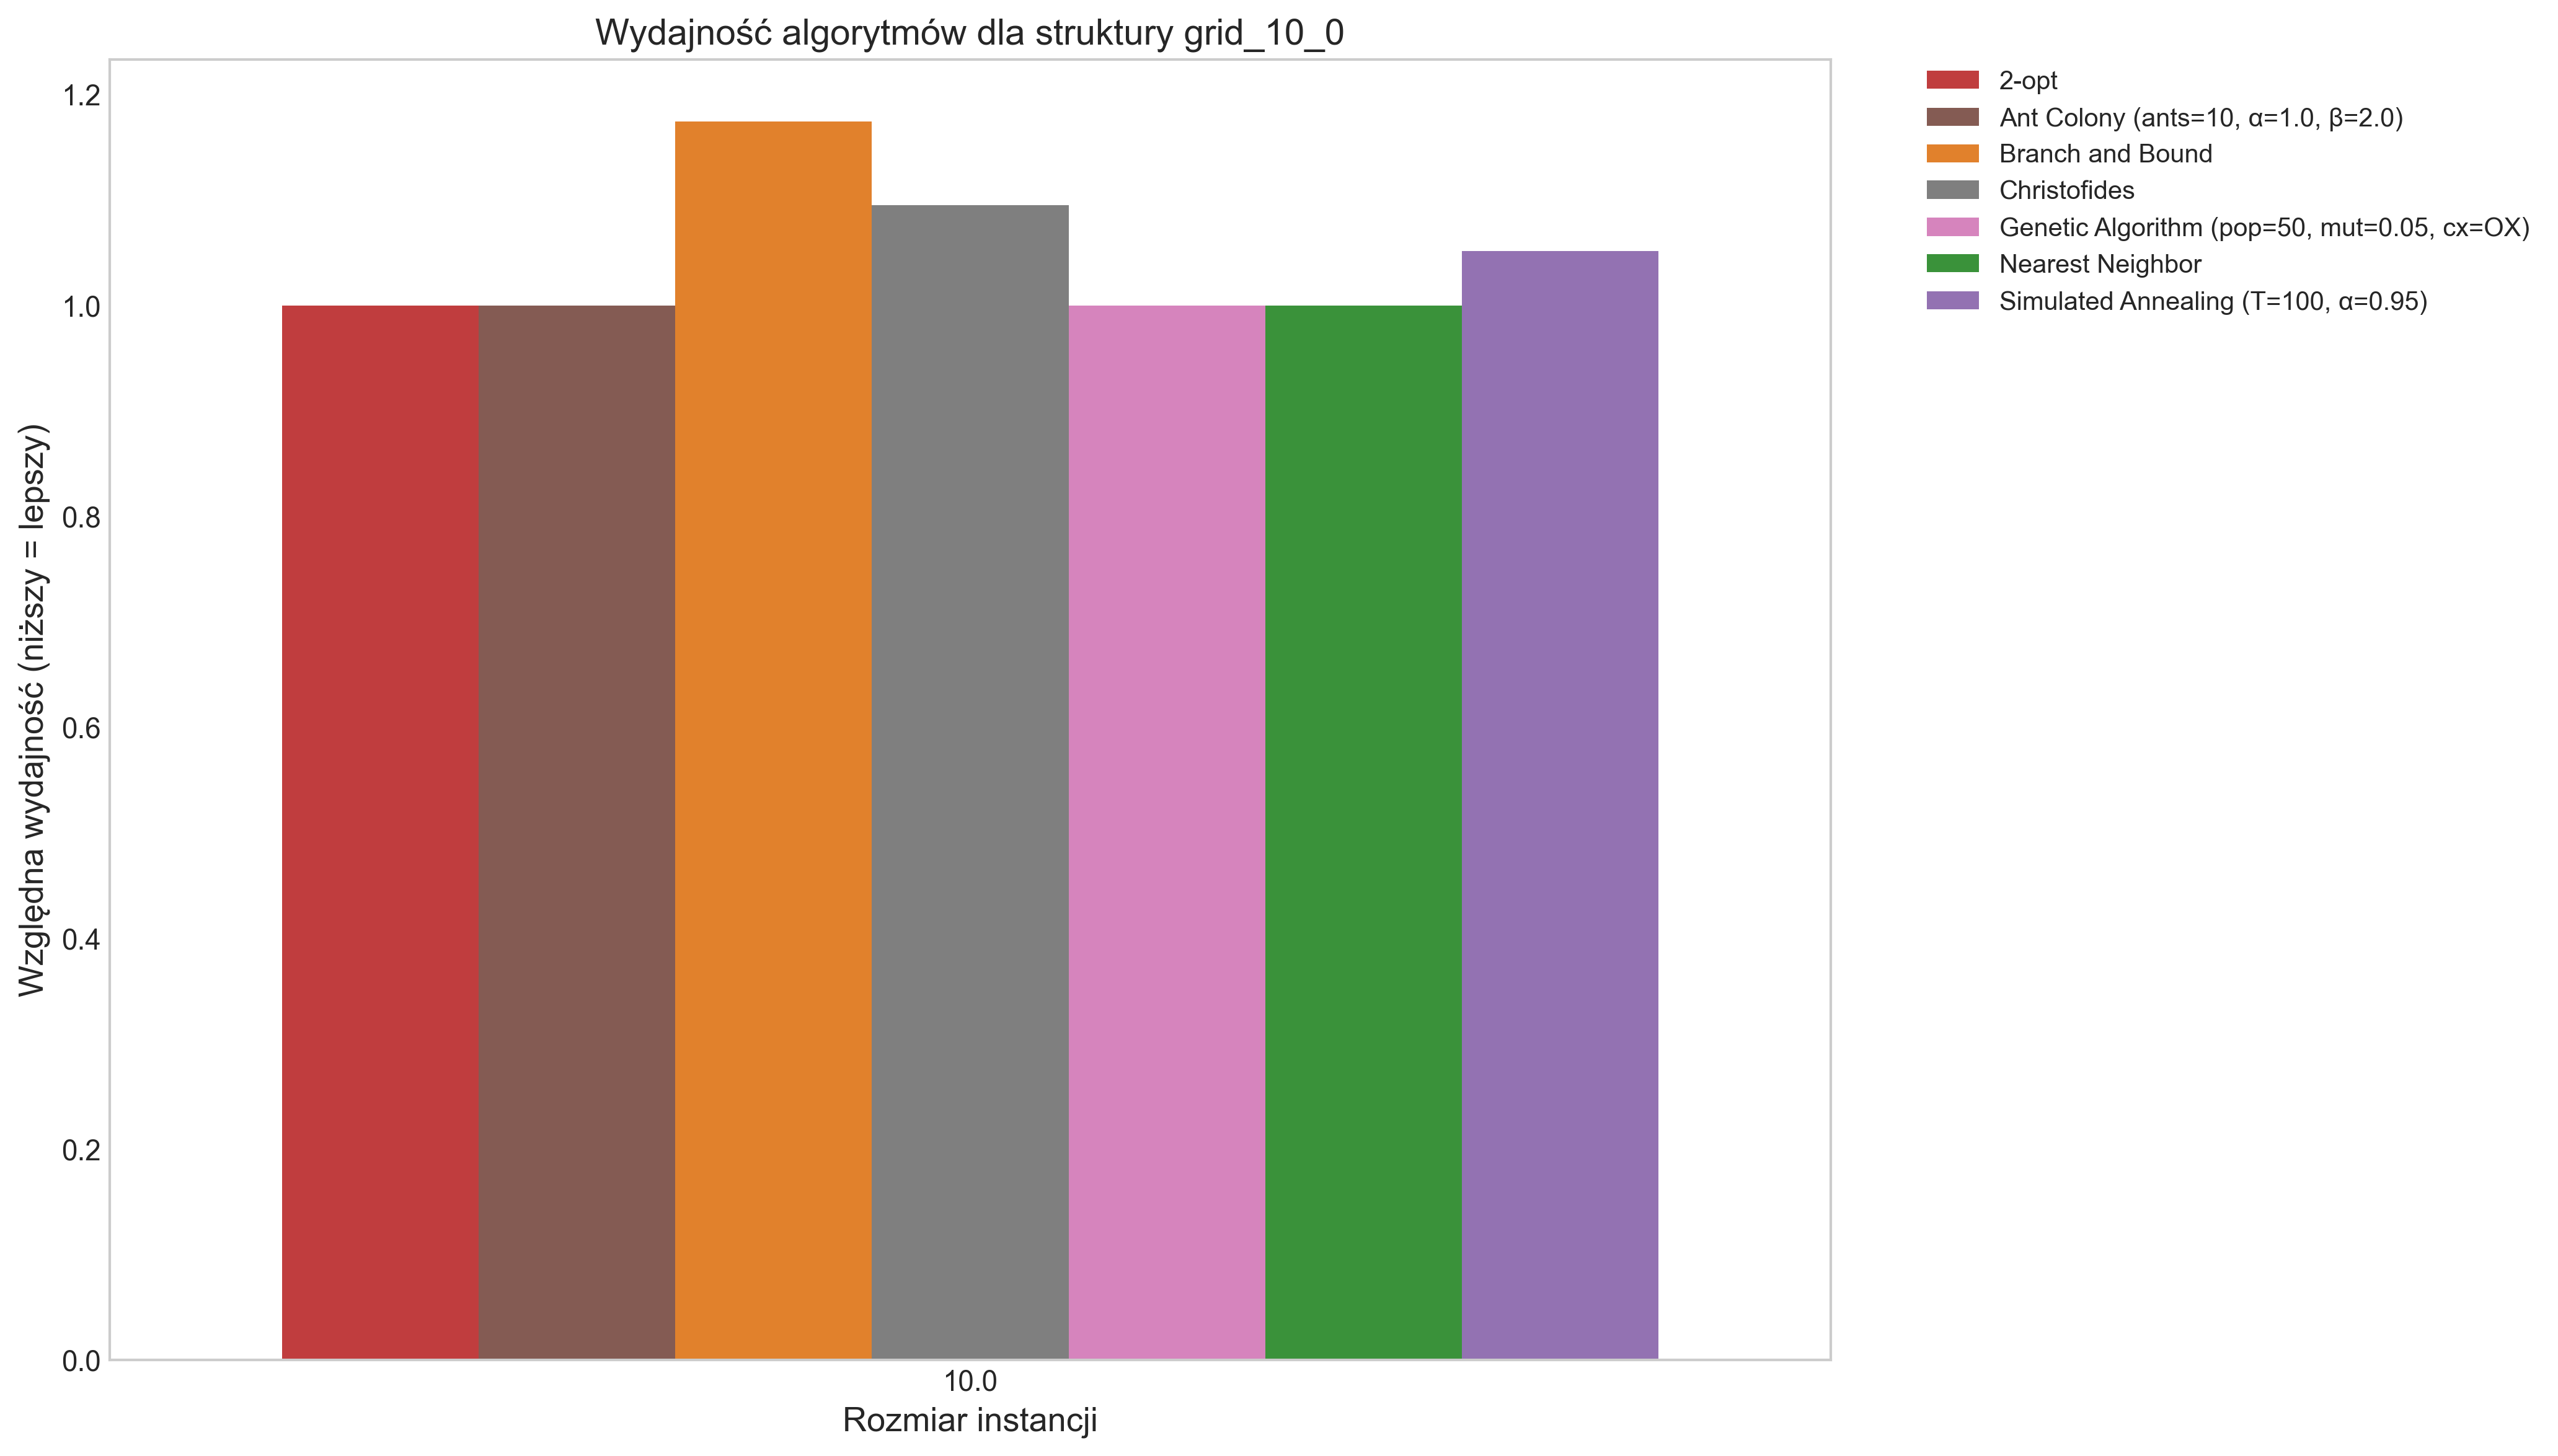 Wydajność algorytmów dla struktury grid_10_0
Względna wydajność (niższy = lepszy)
1.2
1.0
0.8
0.6
0.4
0.2
0.0
10.0
Rozmiar instancji
2-opt
Ant Colony (ants=10, α=1.0, β=2.0)
Branch and Bound
Christofides
Genetic Algorithm (pop=50, mut=0.05, cx=OX)
Nearest Neighbor
Simulated Annealing (T=100, α=0.95)